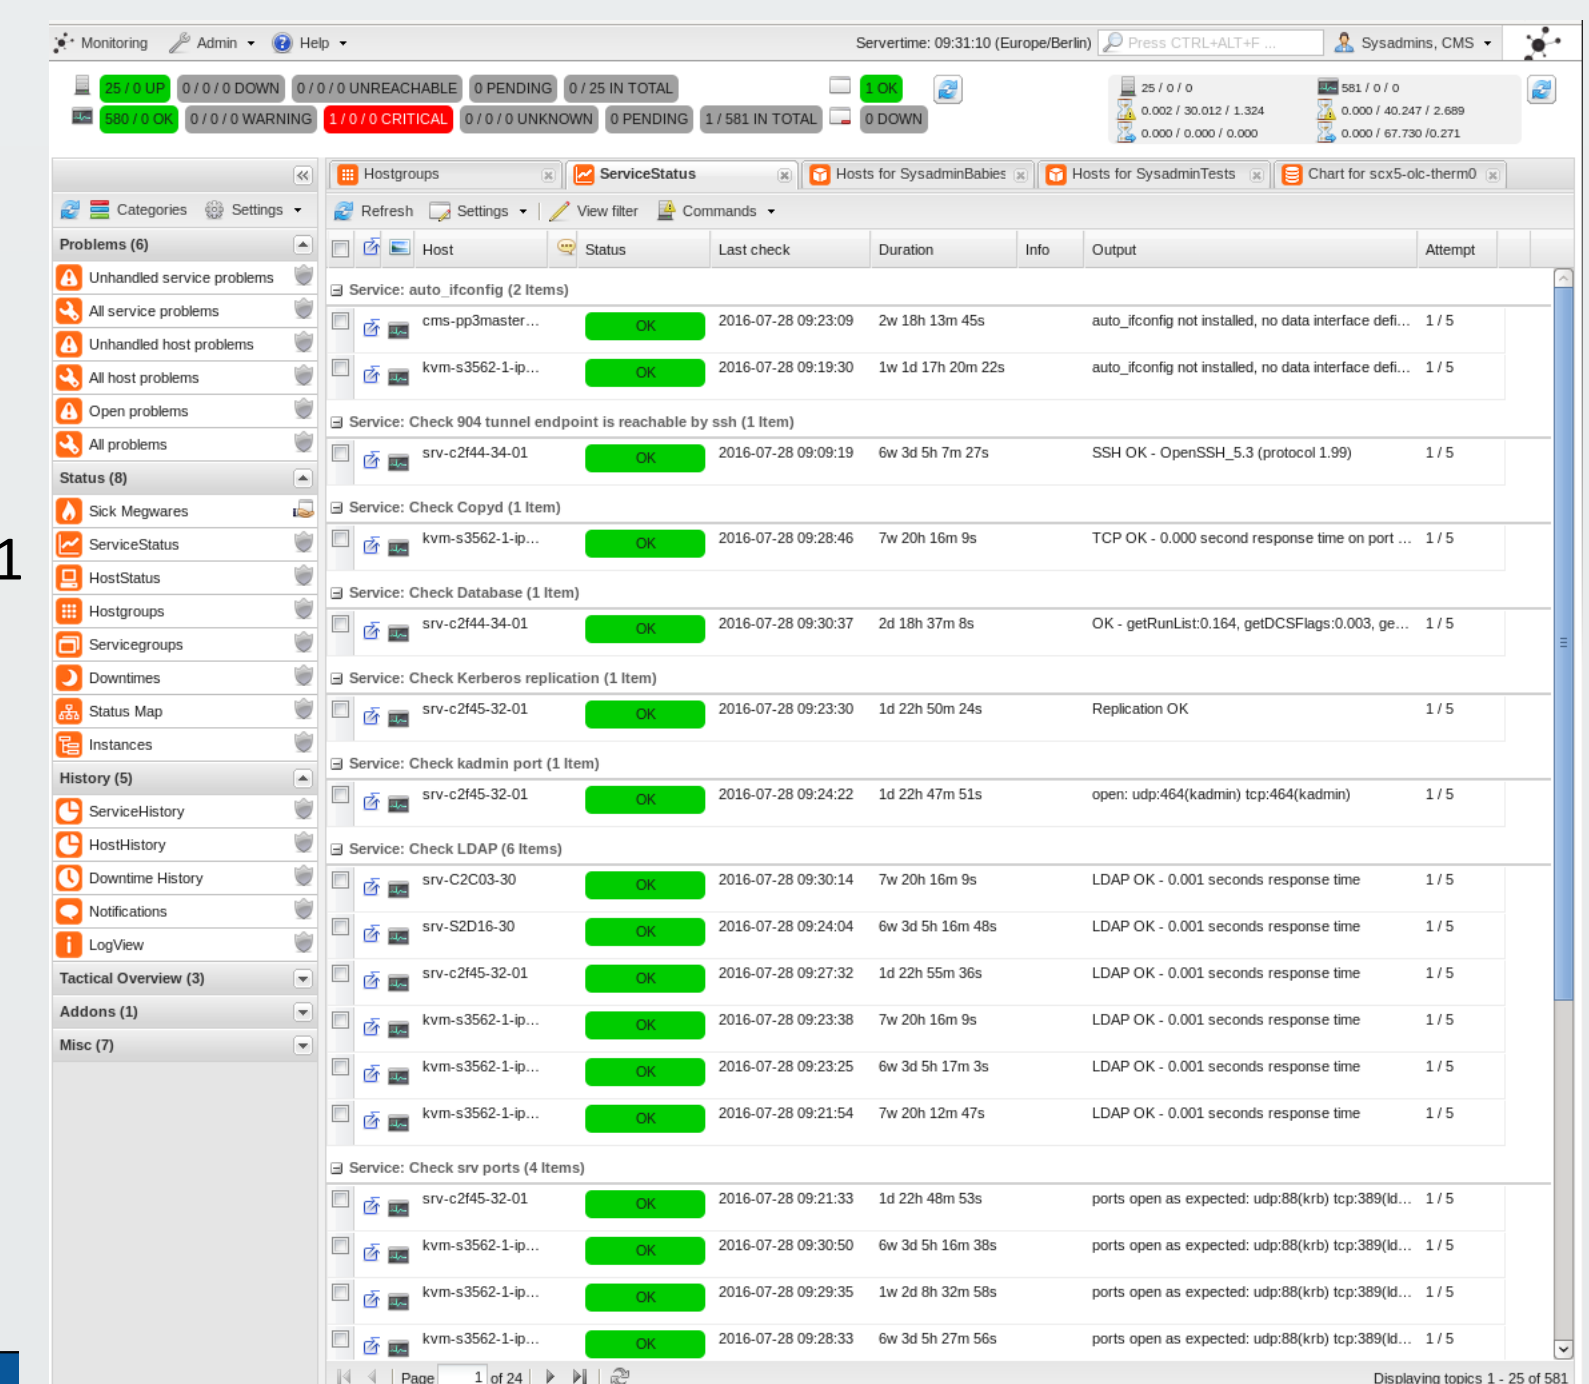 Monitoring Admin Help Servertime: 09:31:10 (Europe/Berlin) Press CTRL+ALT+F ... Sysadmins, CMS
25 / 0 UP 0 / 0 / 0 DOWN 0 / 0 / 0 UNREACHABLE 0 PENDING 0 / 25 IN TOTAL 1 OK 25 / 0 / 0 581 / 0 / 0
0.002 / 30.012 / 1.324 0.000 / 40.247 / 2.689
580 / 0 OK 0 / 0 / 0 WARNING 1 / 0 / 0 CRITICAL 0 / 0 / 0 UNKNOWN 0 PENDING 1 / 581 IN TOTAL 0 DOWN
0.000 / 0.000 / 0.000 0.000 / 67.730 /0.271
Hostgroups ServiceStatus Hosts for SysadminBabies Hosts for SysadminTests Chart for scx5-olc-therm0
Categories Settings
Problems (6)
Unhandled service problems
All service problems
Unhandled host problems
All host problems
Open problems
All problems
Status (8)
Sick Megwares
ServiceStatus
HostStatus
Hostgroups
Servicegroups
Downtimes
Status Map
Instances
History (5)
ServiceHistory
HostHistory
Downtime History
Notifications
LogView
Tactical Overview (3)
Addons (1)
Misc (7)
1
Refresh Settings View filter Commands
Host Status Last check Duration Info Output Attempt
Service: auto_ifconfig (2 Items)
cms-pp3master... OK 2016-07-28 09:23:09 2w 18h 13m 45s auto_ifconfig not installed, no data interface defi... 1 / 5
kvm-s3562-1-ip... OK 2016-07-28 09:19:30 1w 1d 17h 20m 22s auto_ifconfig not installed, no data interface defi... 1 / 5
Service: Check 904 tunnel endpoint is reachable by ssh (1 Item)
srv-c2f44-34-01 OK 2016-07-28 09:09:19 6w 3d 5h 7m 27s SSH OK - OpenSSH_5.3 (protocol 1.99) 1 / 5
Service: Check Copyd (1 Item)
kvm-s3562-1-ip... OK 2016-07-28 09:28:46 7w 20h 16m 9s TCP OK - 0.000 second response time on port ... 1 / 5
Service: Check Database (1 Item)
srv-c2f44-34-01 OK 2016-07-28 09:30:37 2d 18h 37m 8s OK - getRunList:0.164, getDCSFlags:0.003, ge... 1 / 5
Service: Check Kerberos replication (1 Item)
srv-c2f45-32-01 OK 2016-07-28 09:23:30 1d 22h 50m 24s Replication OK 1 / 5
Service: Check kadmin port (1 Item)
srv-c2f45-32-01 OK 2016-07-28 09:24:22 1d 22h 47m 51s open: udp:464(kadmin) tcp:464(kadmin) 1 / 5
Service: Check LDAP (6 Items)
srv-C2C03-30 OK 2016-07-28 09:30:14 7w 20h 16m 9s LDAP OK - 0.001 seconds response time 1 / 5
srv-S2D16-30 OK 2016-07-28 09:24:04 6w 3d 5h 16m 48s LDAP OK - 0.001 seconds response time 1 / 5
srv-c2f45-32-01 OK 2016-07-28 09:27:32 1d 22h 55m 36s LDAP OK - 0.001 seconds response time 1 / 5
kvm-s3562-1-ip... OK 2016-07-28 09:23:38 7w 20h 16m 9s LDAP OK - 0.001 seconds response time 1 / 5
kvm-s3562-1-ip... OK 2016-07-28 09:23:25 6w 3d 5h 17m 3s LDAP OK - 0.001 seconds response time 1 / 5
kvm-s3562-1-ip... OK 2016-07-28 09:21:54 7w 20h 12m 47s LDAP OK - 0.001 seconds response time 1 / 5
Service: Check srv ports (4 Items)
srv-c2f45-32-01 OK 2016-07-28 09:21:33 1d 22h 48m 53s ports open as expected: udp:88(krb) tcp:389(ld... 1 / 5
kvm-s3562-1-ip... OK 2016-07-28 09:30:50 6w 3d 5h 16m 38s ports open as expected: udp:88(krb) tcp:389(ld... 1 / 5
kvm-s3562-1-ip... OK 2016-07-28 09:29:35 1w 2d 8h 32m 58s ports open as expected: udp:88(krb) tcp:389(ld... 1 / 5
kvm-s3562-1-ip... OK 2016-07-28 09:28:33 6w 3d 5h 27m 56s ports open as expected: udp:88(krb) tcp:389(ld... 1 / 5
Page 1 of 24 Displaying topics 1 - 25 of 581